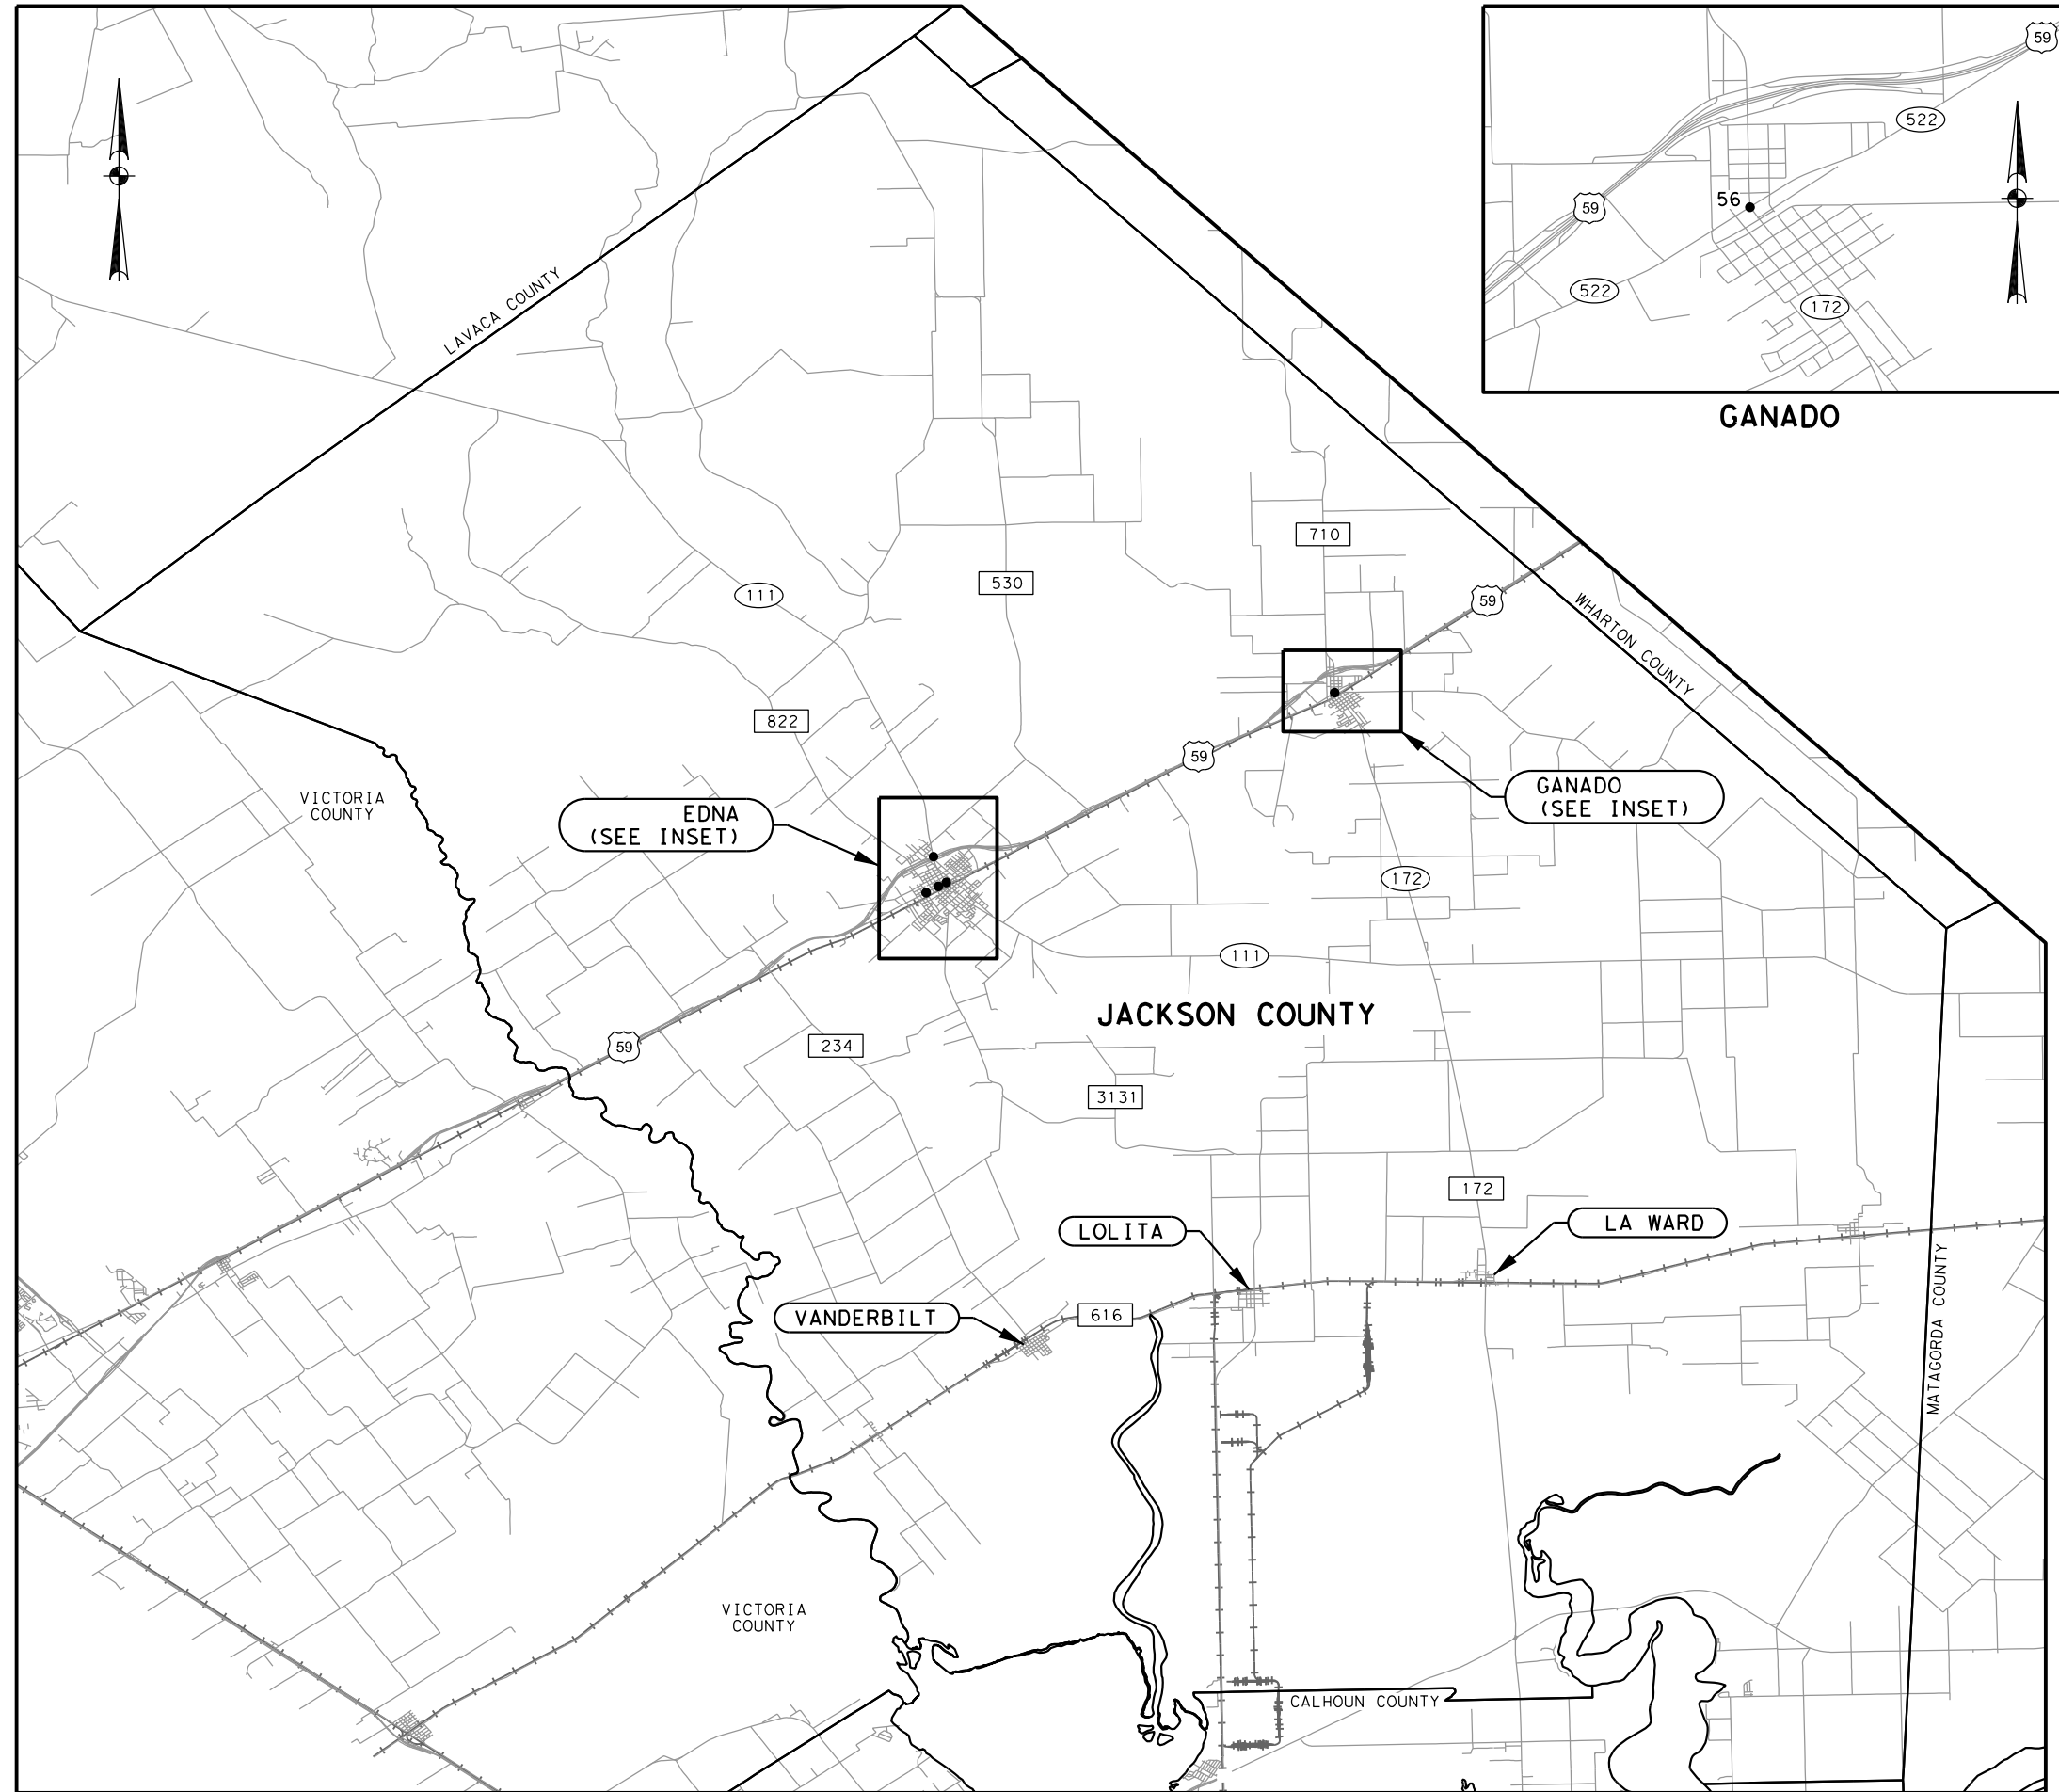 59
522
56
59
522
172
GANADO
LAVACA COUNTY
710
530
111
59
WHARTON COUNTY
822
59
GANADO
(SEE INSET)
VICTORIA
COUNTY
EDNA
(SEE INSET)
172
111
JACKSON COUNTY
59
234
3131
172
LOLITA
LA WARD
VANDERBILT
616
MATAGORDA COUNTY
VICTORIA
COUNTY
CALHOUN COUNTY